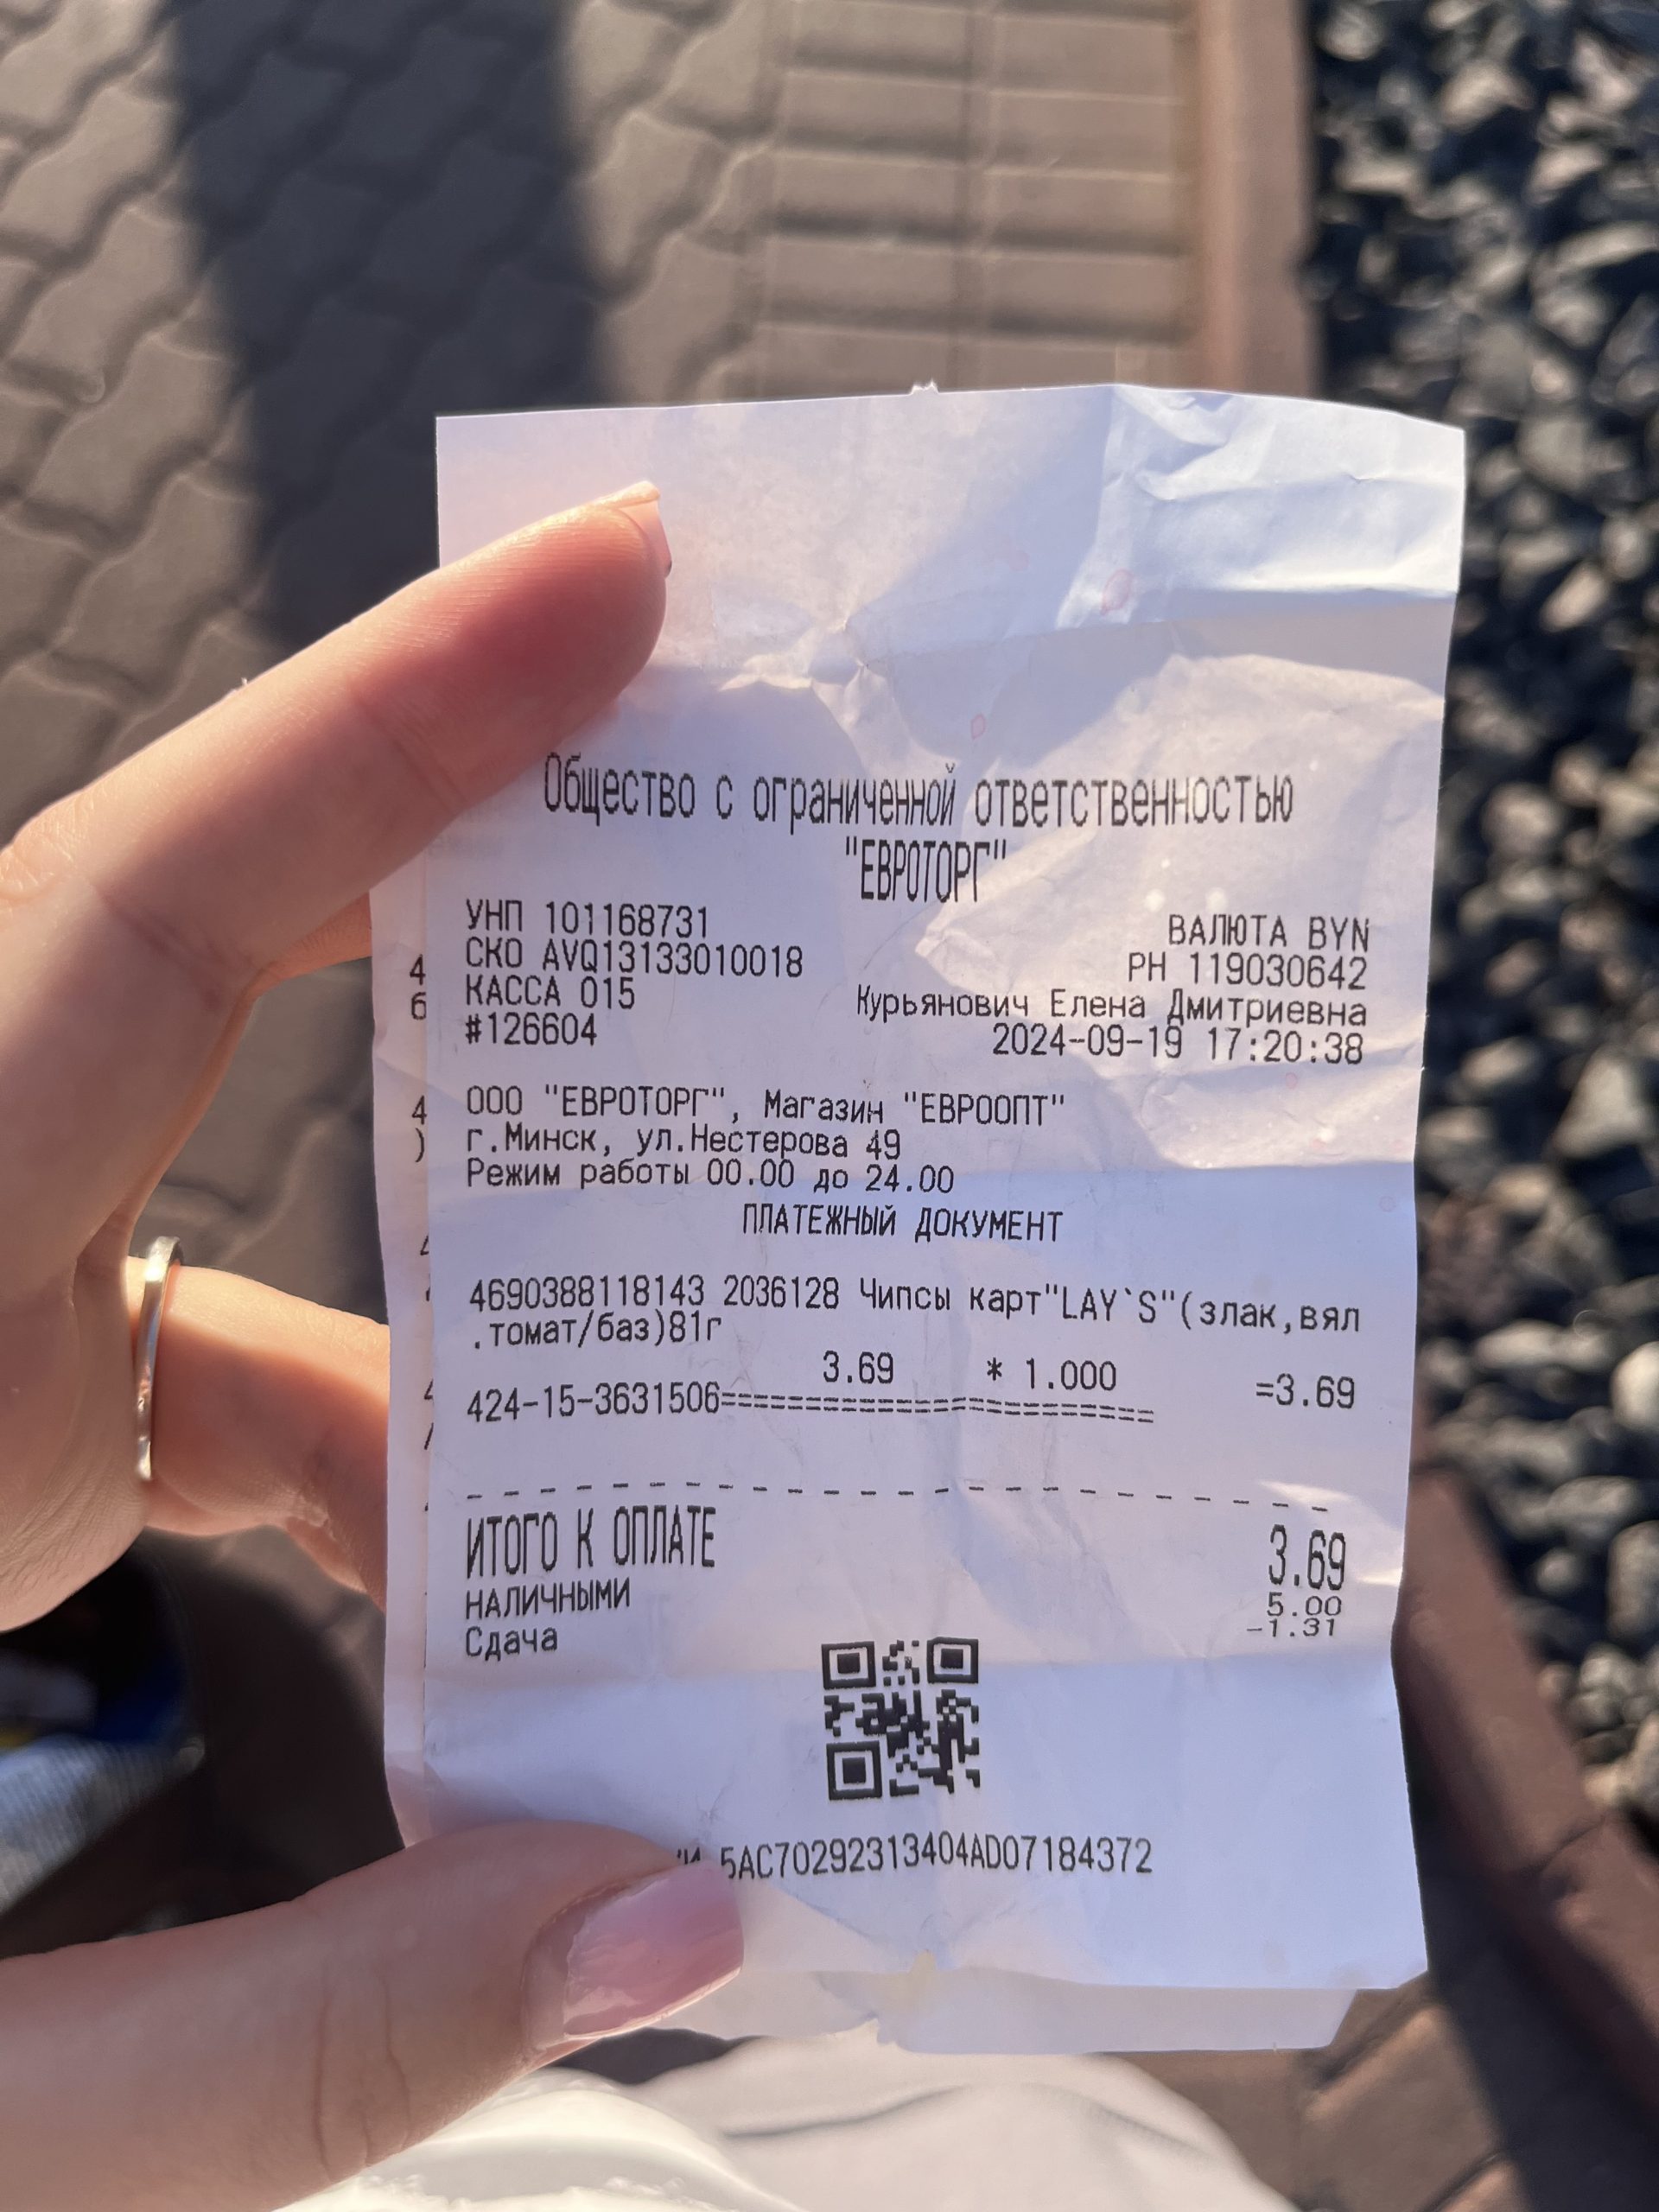 Общество с ограниченной ответственностью
"ЕВРОТОРГ"
УНП 101168731 ВАЛЮТА BYN
СКО AVQ13133010018 РН 119030642
КАССА 015 Курьянович Елена Дмитриевна
#126604 2024-09-19 17:20:38
ООО "ЕВРОТОРГ", Магазин "ЕВРООПТ"
г.Минск, ул.Нестерова 49
Режим работы 00.00 до 24.00
ПЛАТЕЖНЫЙ ДОКУМЕНТ
4690388118143 2036128 Чипсы карт"LAY`S"(злак,вял
.томат/баз)81г
3.69 * 1.000 =3.69
424-15-3631506========================
ИТОГО К ОПЛАТЕ 3.69
НАЛИЧНЫМИ 5.00
Сдача -1.31
5AC70292313404AD07184372